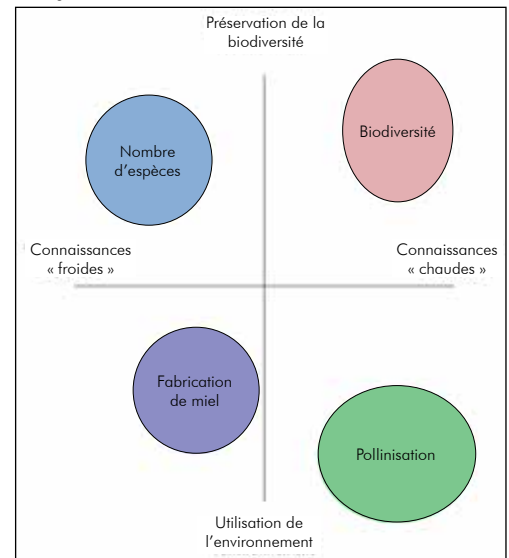 Préservation de la
biodiversité
Biodiversité
Nombre
d'espèces
Connaissances
« froides »
Connaissances
« chaudes »
Fabrication
de miel
Pollinisation
Utilisation de
l'environnement